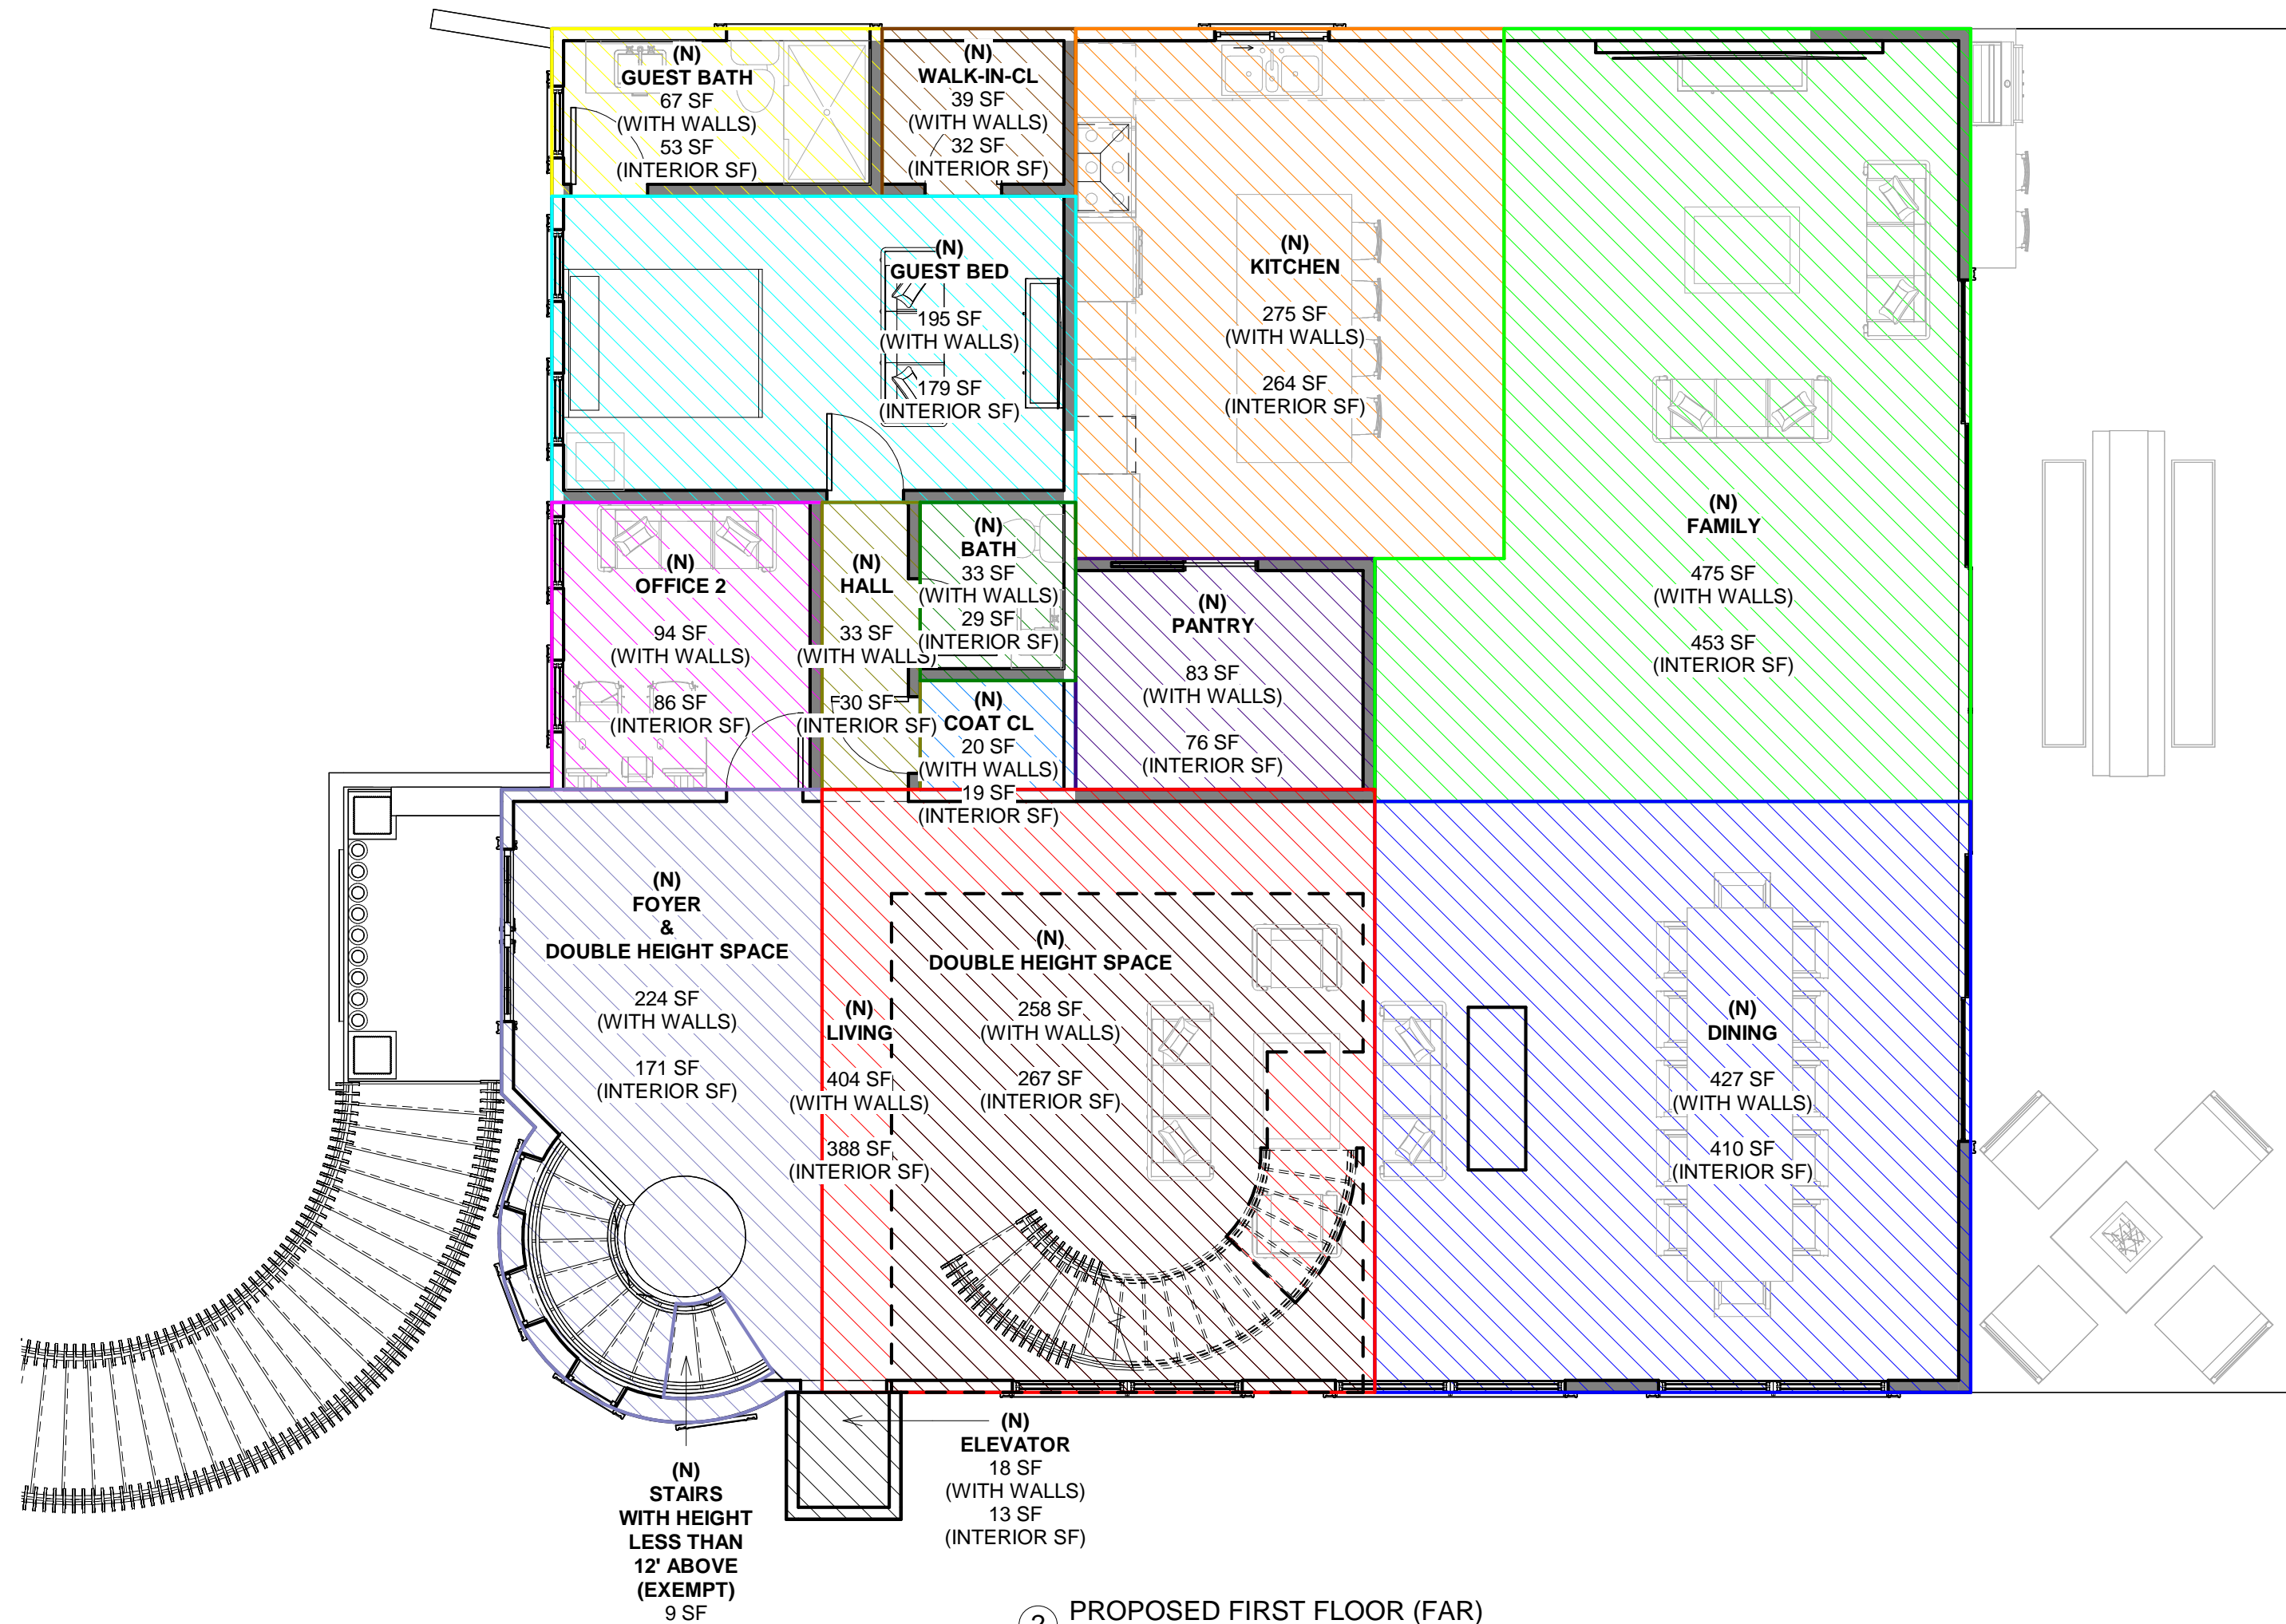 (N)
GUEST BATH
67 SF
(WITH WALLS)
53 SF
(INTERIOR SF)
(N)
WALK-IN-CL
39 SF
(WITH WALLS)
32 SF
(INTERIOR SF)
(N)
GUEST BED
195 SF
(WITH WALLS)
179 SF
(INTERIOR SF)
(N)
KITCHEN
275 SF
(WITH WALLS)
264 SF
(INTERIOR SF)
(N)
FAMILY
475 SF
(WITH WALLS)
453 SF
(INTERIOR SF)
(N)
OFFICE 2
94 SF
(WITH WALLS)
86 SF
(INTERIOR SF)
(N)
HALL
33 SF
(WITH WALLS)
30 SF
(INTERIOR SF)
(N)
BATH
33 SF
(WITH WALLS)
29 SF
(INTERIOR SF)
(N)
COAT CL
20 SF
(WITH WALLS)
19 SF
(INTERIOR SF)
(N)
PANTRY
83 SF
(WITH WALLS)
76 SF
(INTERIOR SF)
(N)
FOYER
&
DOUBLE HEIGHT SPACE
224 SF
(WITH WALLS)
171 SF
(INTERIOR SF)
(N)
LIVING
404 SF
(WITH WALLS)
388 SF
(INTERIOR SF)
(N)
DOUBLE HEIGHT SPACE
258 SF
(WITH WALLS)
267 SF
(INTERIOR SF)
(N)
DINING
427 SF
(WITH WALLS)
410 SF
(INTERIOR SF)
(N)
ELEVATOR
18 SF
(WITH WALLS)
13 SF
(INTERIOR SF)
(N)
STAIRS
WITH HEIGHT
LESS THAN
12' ABOVE
(EXEMPT)
9 SF
2 PROPOSED FIRST FLOOR (FAR)